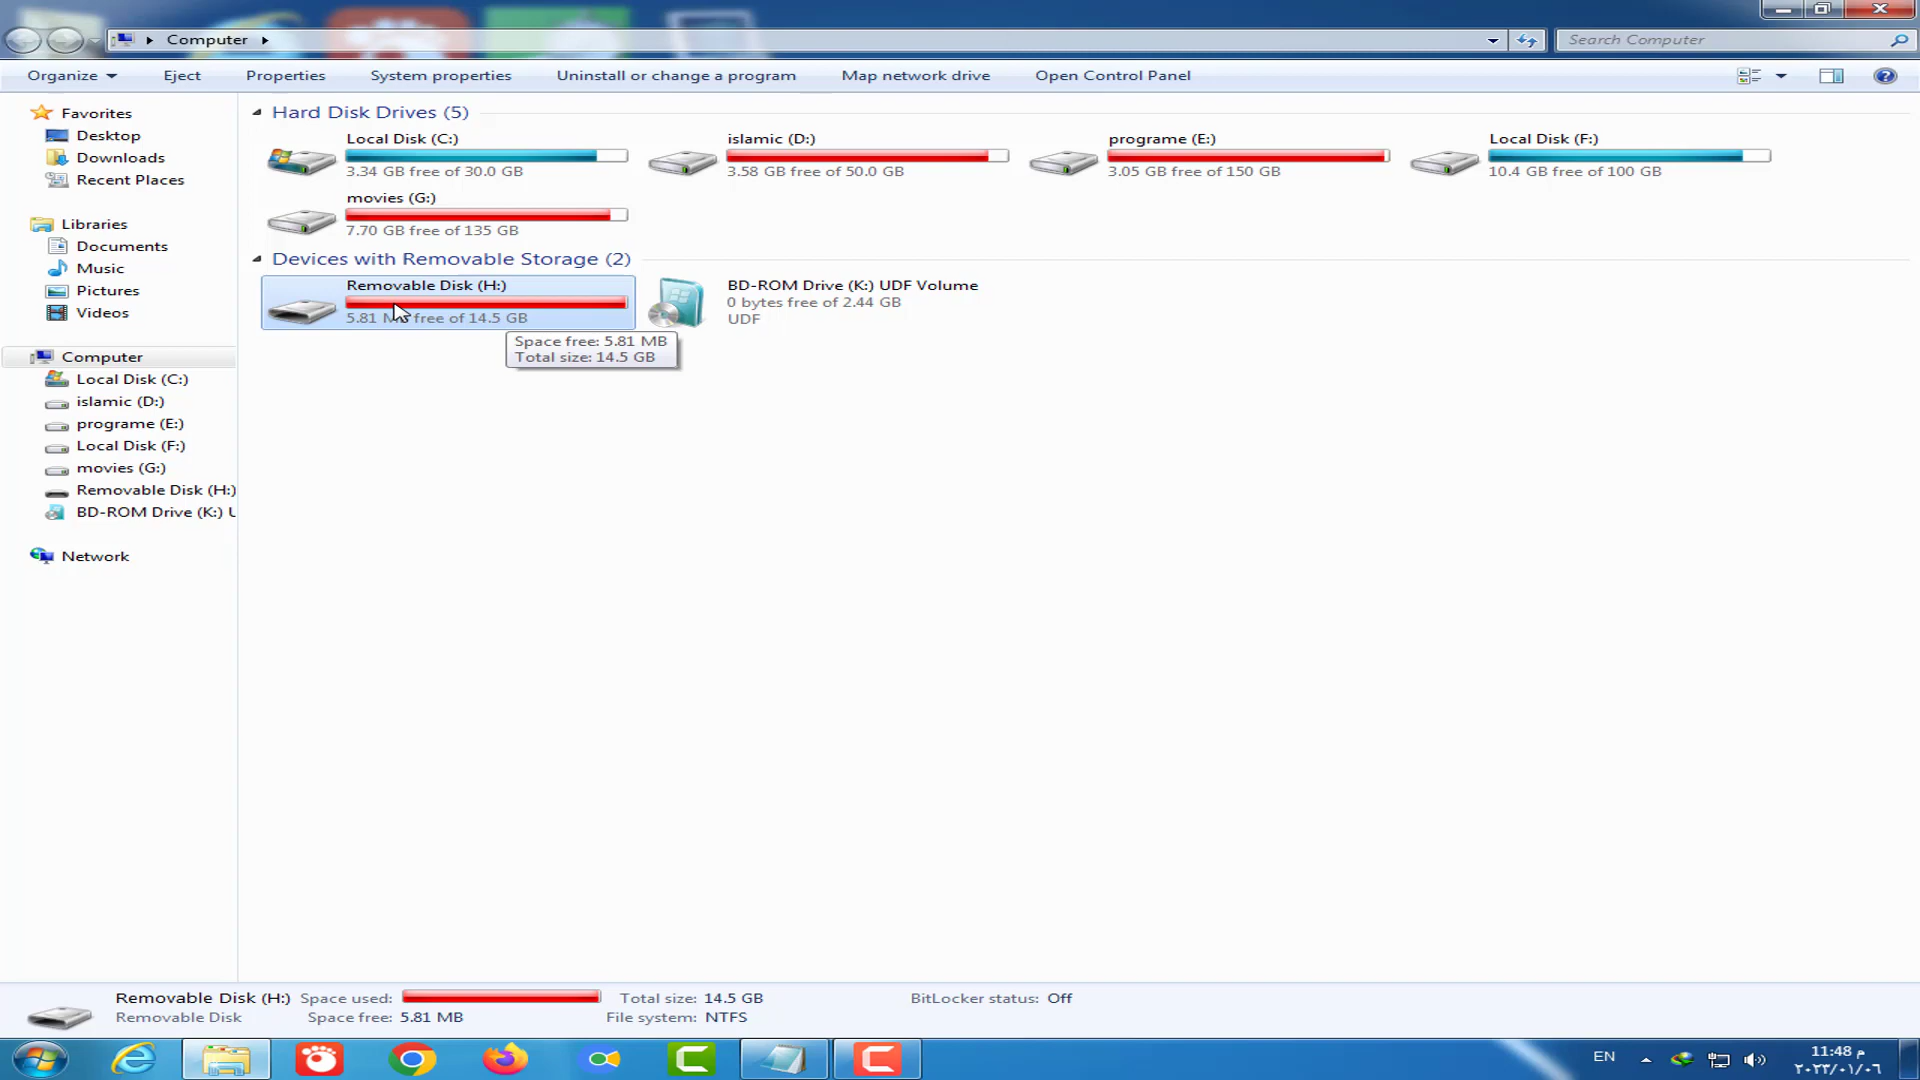 Computer
Search Computer
Organize Eject Properties System properties Uninstall or change a program Map network drive Open Control Panel
Favorites
Desktop
Downloads
Recent Places
Libraries
Documents
Music
Pictures
Videos
Computer
Local Disk (C:)
islamic (D:)
programe (E:)
Local Disk (F:)
movies (G:)
Removable Disk (H:)
BD-ROM Drive (K:) U
Network
Hard Disk Drives (5)
Local Disk (C:)
3.34 GB free of 30.0 GB
islamic (D:)
3.58 GB free of 50.0 GB
programe (E:)
3.05 GB free of 150 GB
Local Disk (F:)
10.4 GB free of 100 GB
movies (G:)
7.70 GB free of 135 GB
Devices with Removable Storage (2)
Removable Disk (H:)
5.81 M free of 14.5 GB
BD-ROM Drive (K:) UDF Volume
0 bytes free of 2.44 GB
UDF
Space free: 5.81 MB
Total size: 14.5 GB
Removable Disk (H:) Space used: Total size: 14.5 GB BitLocker status: Off
Removable Disk Space free: 5.81 MB File system: NTFS
EN
11:48 م
٢٠٢٣/٠١/٠٦